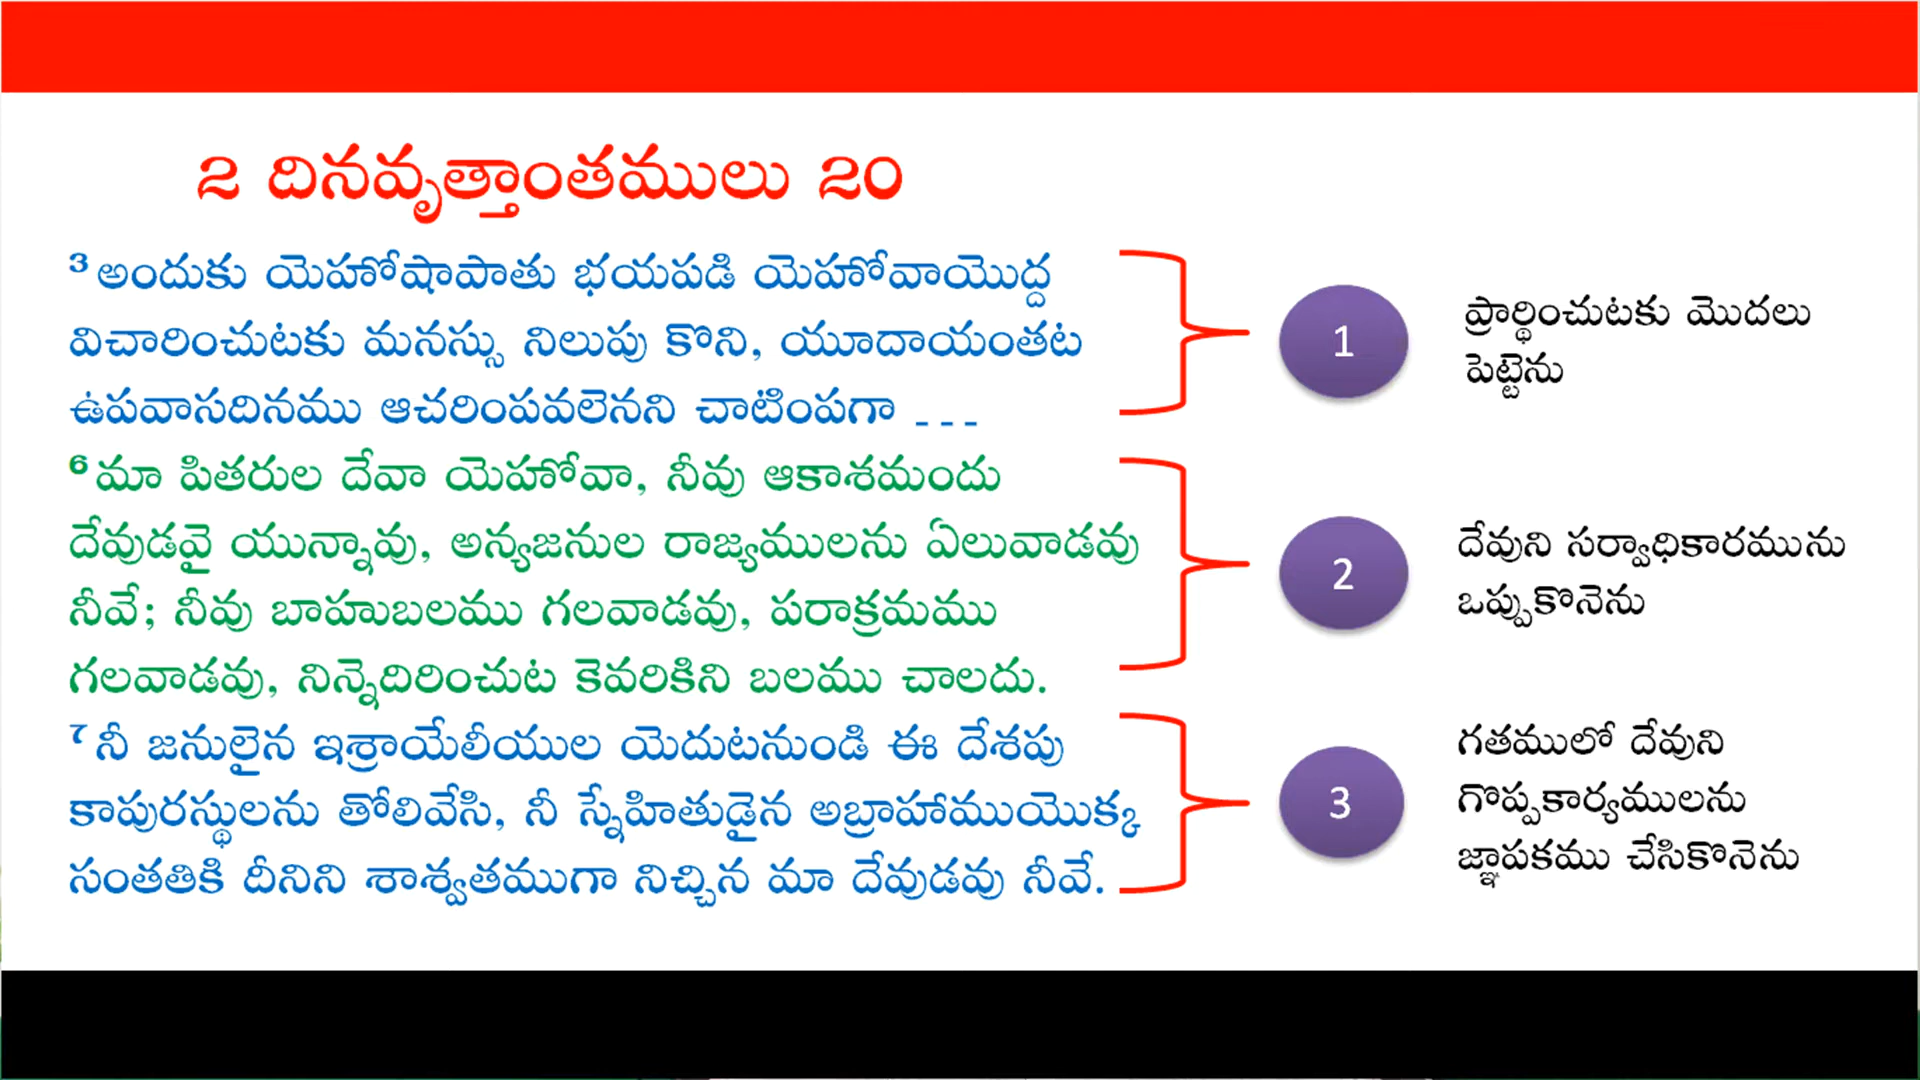 2 దినవృత్తాంతములు 20
3 అందుకు యెహోషాపాతు భయపడి యెహోవాయొద్ద
విచారించుటకు మనస్సు నిలుపు కొని, యూదాయంతట
ఉపవాసదినము ఆచరింపవలెనని చాటింపగా _ _ _
1
ప్రార్థించుటకు మొదలు
పెట్టెను
6 మా పితరుల దేవా యెహోవా, నీవు ఆకాశమందు
దేవుడవై యున్నావు, అన్యజనుల రాజ్యములను ఏలువాడవు
నీవే; నీవు బాహుబలము గలవాడవు, పరాక్రమము
గలవాడవు, నిన్నెదిరించుట కెవరికిని బలము చాలదు.
2
దేవుని సర్వాధికారమును
ఒప్పుకొనెను
7 నీ జనులైన ఇశ్రాయేలీయుల యెదుటనుండి ఈ దేశపు
కాపురస్థులను తోలివేసి, నీ స్నేహితుడైన అబ్రాహాముయొక్క
సంతతికి దీనిని శాశ్వతముగా నిచ్చిన మా దేవుడవు నీవే.
3
గతములో దేవుని
గొప్పకార్యములను
జ్ఞాపకము చేసికొనెను